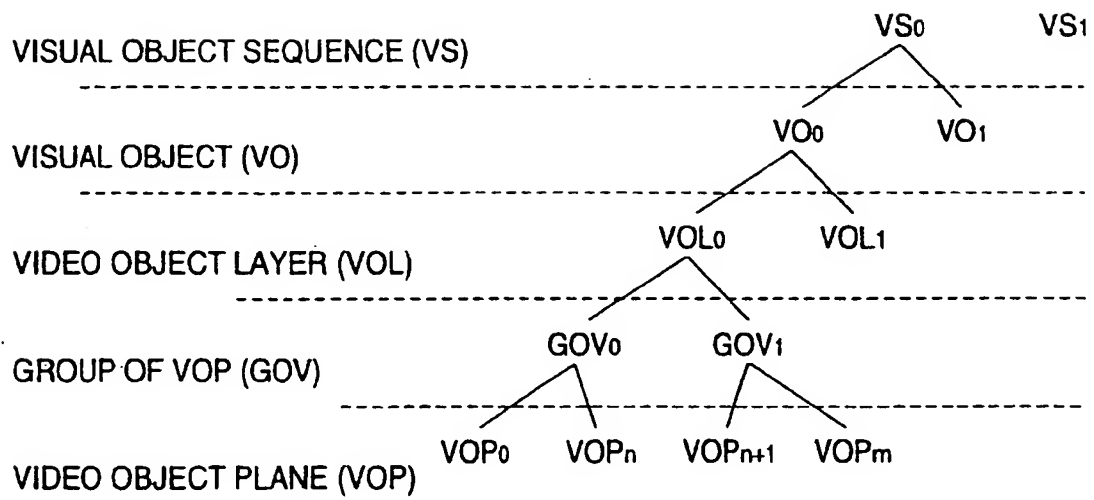 VS0 VS1
VISUAL OBJECT SEQUENCE (VS)
VO0 VO1
VISUAL OBJECT (VO)
VOL0 VOL1
VIDEO OBJECT LAYER (VOL)
GOV0 GOV1
GROUP OF VOP (GOV)
VOP0 VOPn VOPn+1 VOPm
VIDEO OBJECT PLANE (VOP)